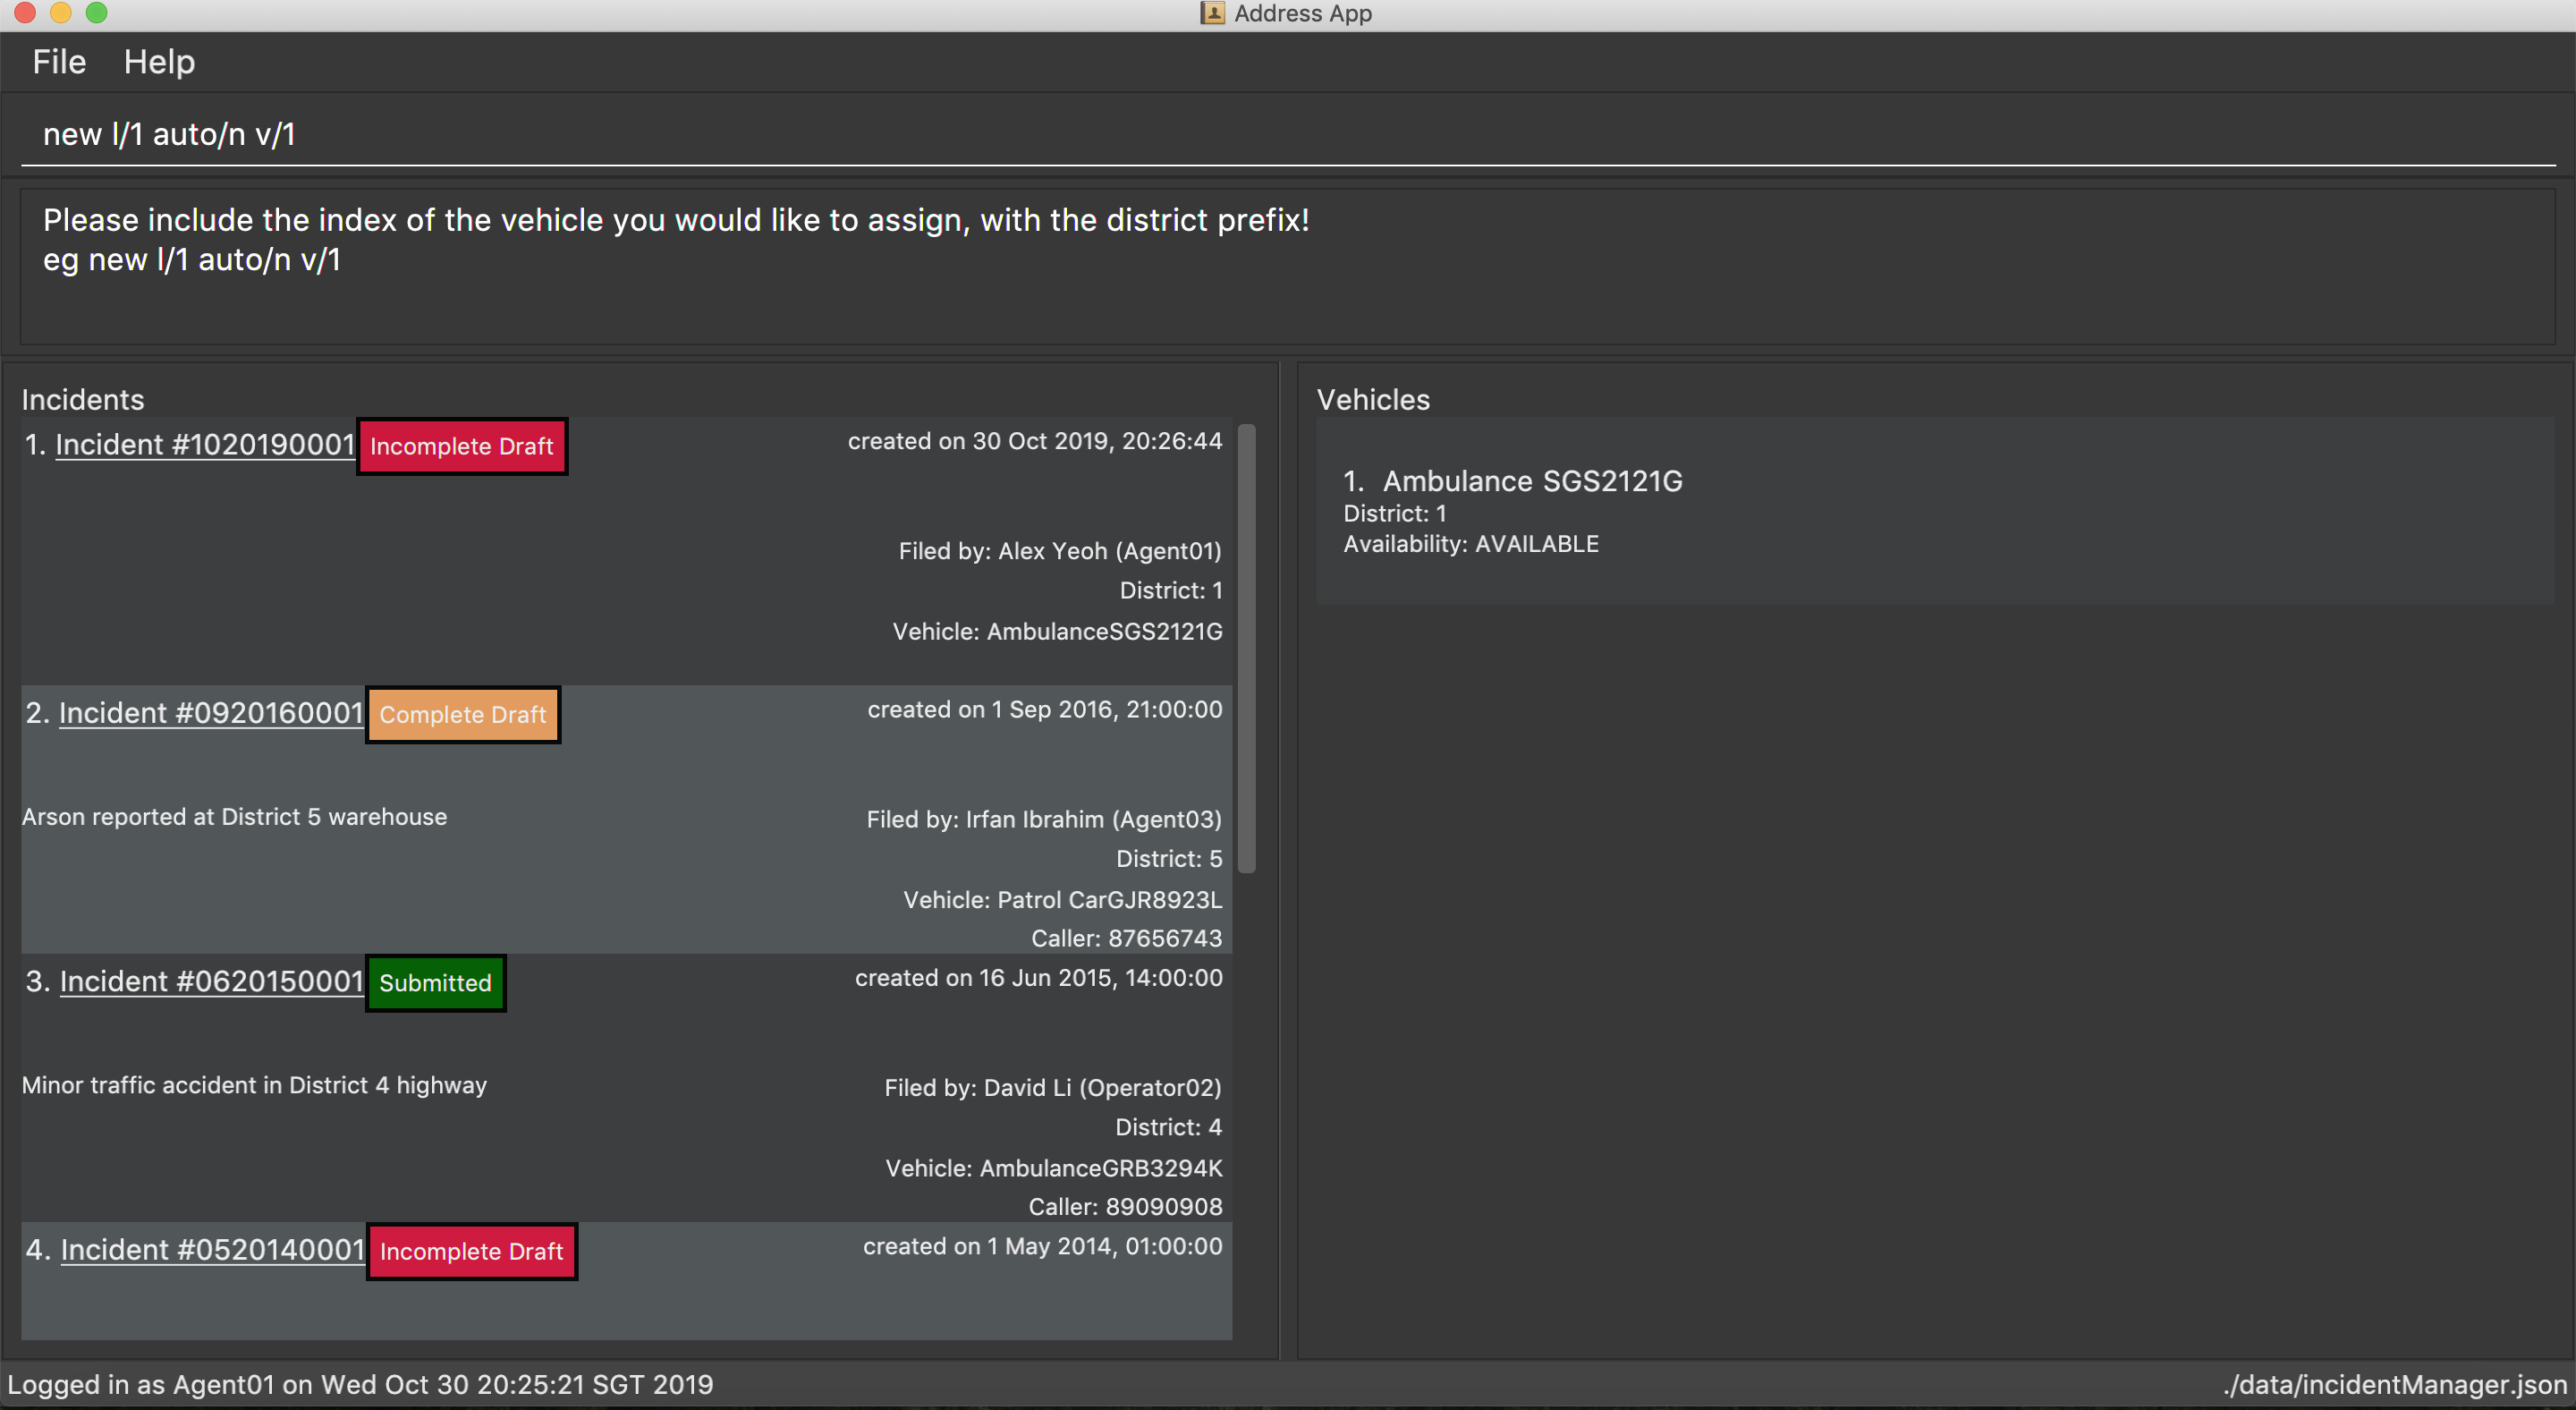 Address App
File Help
new l/1 auto/n v/1
Please include the index of the vehicle you would like to assign, with the district prefix!
eg new l/1 auto/n v/1
Incidents
1. Incident #1020190001 Incomplete Draft created on 30 Oct 2019, 20:26:44
Filed by: Alex Yeoh (Agent01)
District: 1
Vehicle: AmbulanceSGS2121G
2. Incident #0920160001 Complete Draft created on 1 Sep 2016, 21:00:00
Arson reported at District 5 warehouse Filed by: Irfan Ibrahim (Agent03)
District: 5
Vehicle: Patrol CarGJR8923L
Caller: 87656743
3. Incident #0620150001 Submitted created on 16 Jun 2015, 14:00:00
Minor traffic accident in District 4 highway Filed by: David Li (Operator02)
District: 4
Vehicle: AmbulanceGRB3294K
Caller: 89090908
4. Incident #0520140001 Incomplete Draft created on 1 May 2014, 01:00:00
Vehicles
1. Ambulance SGS2121G
District: 1
Availability: AVAILABLE
Logged in as Agent01 on Wed Oct 30 20:25:21 SGT 2019 ./data/incidentManager.json